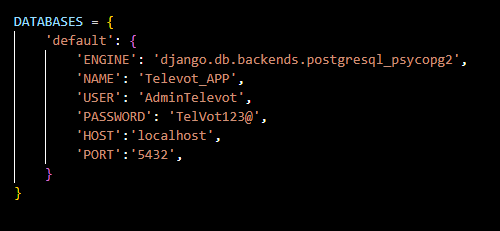 DATABASES = {
    'default': {
        'ENGINE': 'django.db.backends.postgresql_psycopg2',
        'NAME': 'Televot_APP',
        'USER': 'AdminTelevot',
        'PASSWORD': 'TelVot123@',
        'HOST':'localhost',
        'PORT':'5432',
    }
}